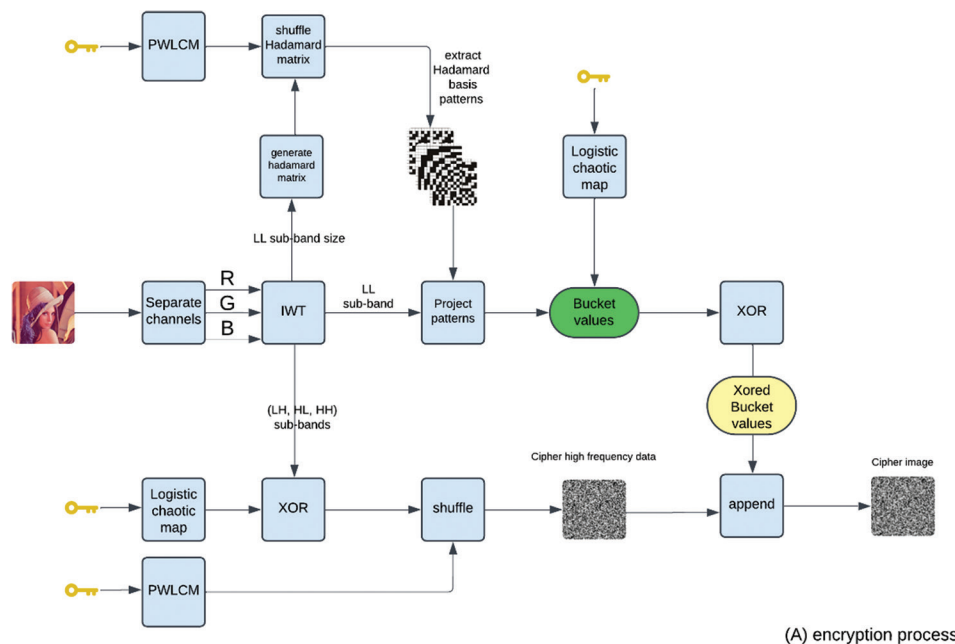 PWLCM
shuffle
Hadamard
matrix
extract
Hadamard
basis
patterns
generate
hadamard
matrix
Logistic
chaotic
map
LL sub-band size
Separate
channels
R
G
B
IWT
LL
sub-band
Project
patterns
Bucket
values
XOR
(LH, HL, HH)
sub-bands
Xored
Bucket
values
Logistic
chaotic
map
XOR
shuffle
Cipher high frequency data
append
Cipher image
PWLCM
(A) encryption process